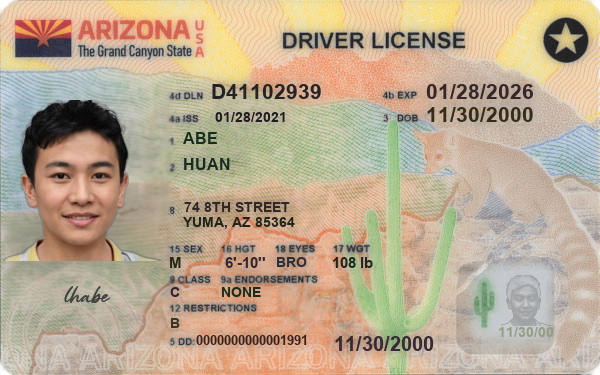 ARIZONA USA
The Grand Canyon State
DRIVER LICENSE
4d DLN D41102939
4b EXP 01/28/2026
4a ISS 01/28/2021
3 DOB 11/30/2000
1 ABE
2 HUAN
8 74 8TH STREET
YUMA, AZ 85364
15 SEX 16 HGT 18 EYES 17 WGT
M 6'-10" BRO 108 lb
9 CLASS 9a ENDORSEMENTS
C NONE
12 RESTRICTIONS
B
5 DD: 0000000000001991
11/30/2000
lhabe
11/30/00
ONA ARIZONA ARIZONA ARIZONA ARIZON